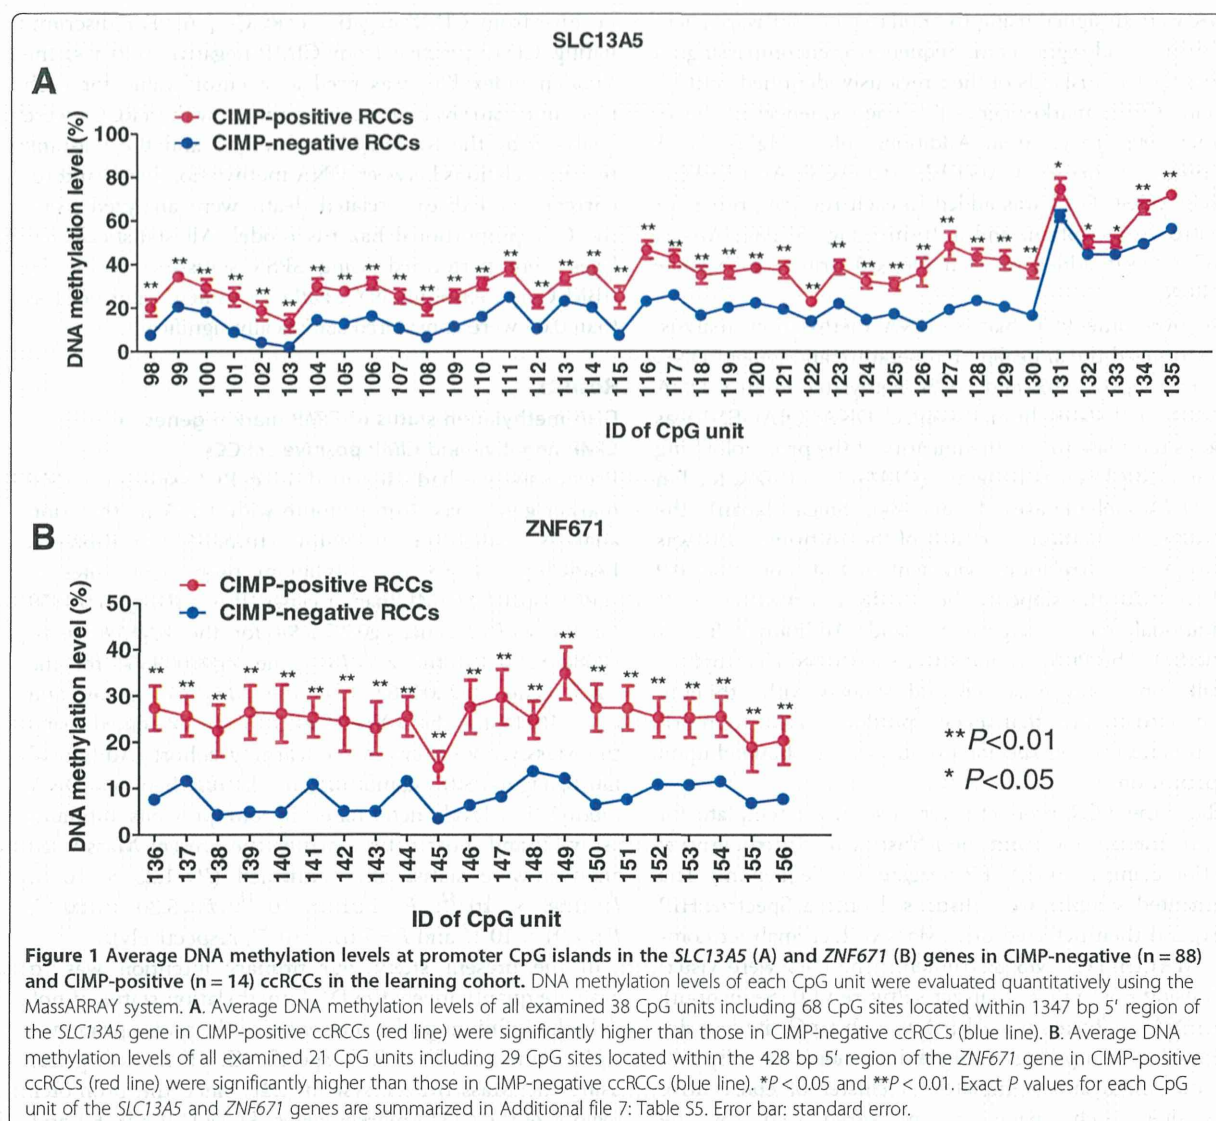 SLC13A5
A
CIMP-positive RCCs
CIMP-negative RCCs
DNA methylation level (%)
100
80
60
40
20
0
** ** ** ** ** ** ** ** ** ** ** ** ** ** ** ** ** ** ** ** ** ** ** ** ** ** ** ** ** ** ** ** ** * * * ** **
98 99 100 101 102 103 104 105 106 107 108 109 110 111 112 113 114 115 116 117 118 119 120 121 122 123 124 125 126 127 128 129 130 131 132 133 134 135
ID of CpG unit
B
ZNF671
CIMP-positive RCCs
CIMP-negative RCCs
DNA methylation level (%)
50
40
30
20
10
0
** ** ** ** ** ** ** ** ** ** ** ** ** ** ** ** ** ** ** ** **
136 137 138 139 140 141 142 143 144 145 146 147 148 149 150 151 152 153 154 155 156
ID of CpG unit
**P<0.01
* P<0.05
Figure 1 Average DNA methylation levels at promoter CpG islands in the SLC13A5 (A) and ZNF671 (B) genes in CIMP-negative (n = 88)
and CIMP-positive (n = 14) ccRCCs in the learning cohort. DNA methylation levels of each CpG unit were evaluated quantitatively using the
MassARRAY system. A. Average DNA methylation levels of all examined 38 CpG units including 68 CpG sites located within 1347 bp 5' region of
the SLC13A5 gene in CIMP-positive ccRCCs (red line) were significantly higher than those in CIMP-negative ccRCCs (blue line). B. Average DNA
methylation levels of all examined 21 CpG units including 29 CpG sites located within the 428 bp 5' region of the ZNF671 gene in CIMP-positive
ccRCCs (red line) were significantly higher than those in CIMP-negative ccRCCs (blue line). *P < 0.05 and **P < 0.01. Exact P values for each CpG
unit of the SLC13A5 and ZNF671 genes are summarized in Additional file 7: Table S5. Error bar: standard error.